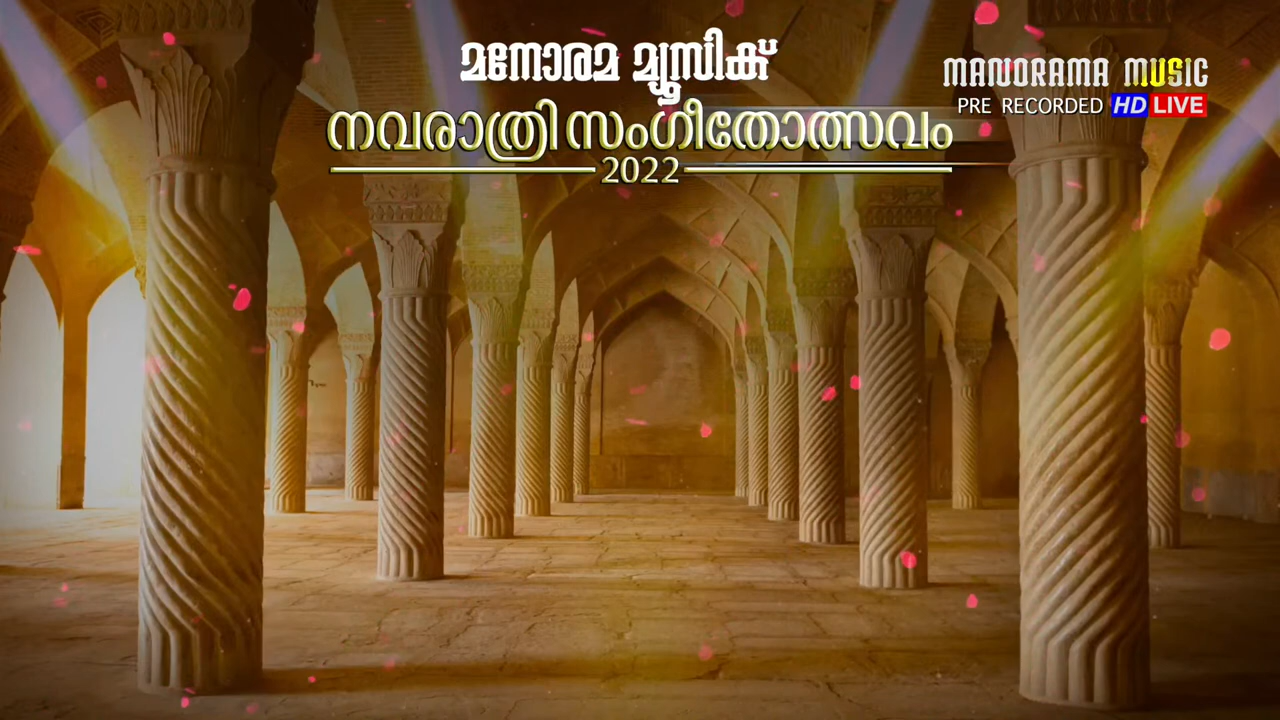 മനോരമ മ്യൂസിക്
നവരാത്രി സംഗീതോത്സവം
2022
MANORAMA MUSIC
PRE RECORDED HD LIVE